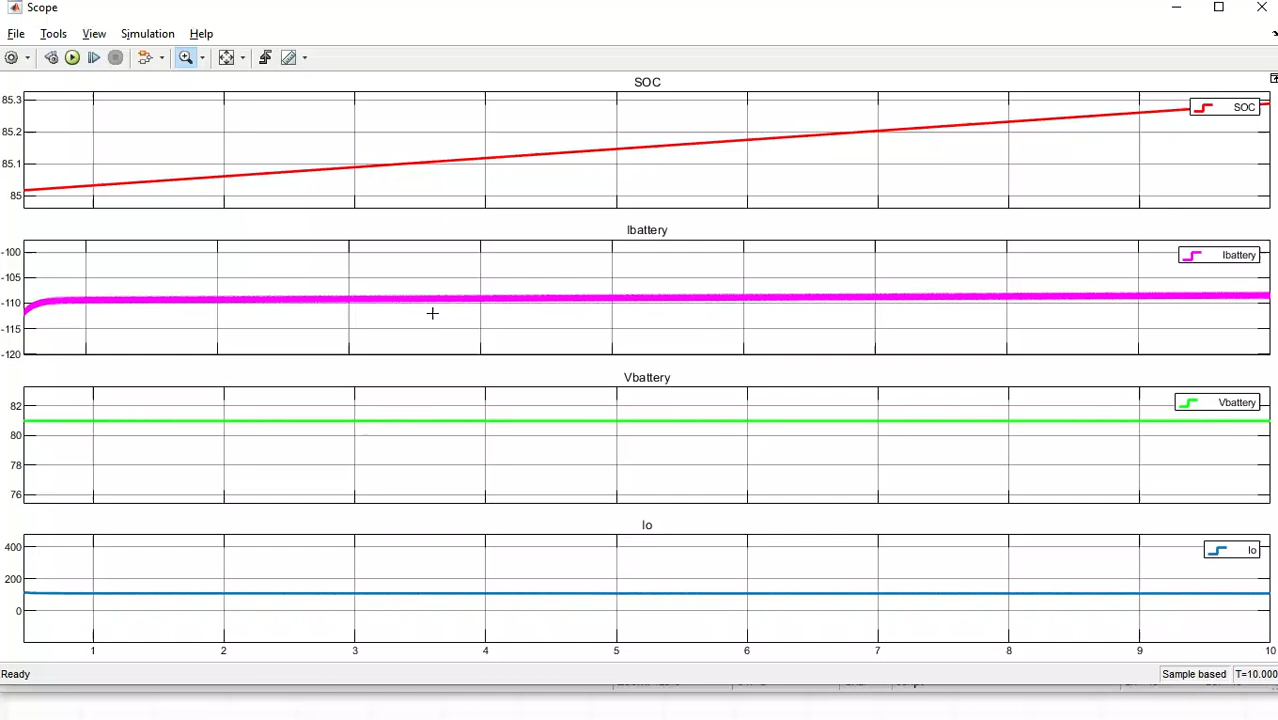 Scope
File Tools View Simulation Help
SOC
85.3
85.2
85.1
85
SOC
Ibattery
-100
-105
-110
-115
-120
Ibattery
Vbattery
82
80
78
76
Vbattery
Io
400
200
0
Io
1 2 3 4 5 6 7 8 9 10
Ready
Sample based T=10.000